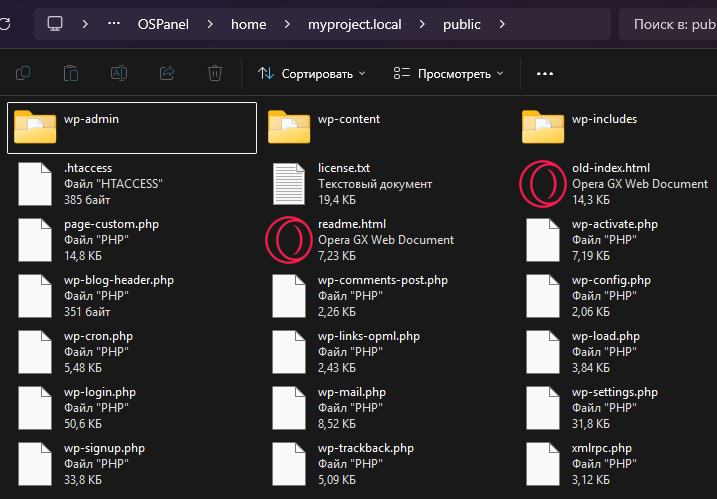 OSPanel > home > myproject.local > public >
Поиск в: pub
Сортировать
Просмотреть
wp-admin
wp-content
wp-includes
.htaccess
Файл "HTACCESS"
385 байт
license.txt
Текстовый документ
19,4 КБ
old-index.html
Opera GX Web Document
14,3 КБ
page-custom.php
Файл "PHP"
14,8 КБ
readme.html
Opera GX Web Document
7,23 КБ
wp-activate.php
Файл "PHP"
7,19 КБ
wp-blog-header.php
Файл "PHP"
351 байт
wp-comments-post.php
Файл "PHP"
2,26 КБ
wp-config.php
Файл "PHP"
2,06 КБ
wp-cron.php
Файл "PHP"
5,48 КБ
wp-links-opml.php
Файл "PHP"
2,43 КБ
wp-load.php
Файл "PHP"
3,84 КБ
wp-login.php
Файл "PHP"
50,6 КБ
wp-mail.php
Файл "PHP"
8,52 КБ
wp-settings.php
Файл "PHP"
31,8 КБ
wp-signup.php
Файл "PHP"
33,8 КБ
wp-trackback.php
Файл "PHP"
5,09 КБ
xmlrpc.php
Файл "PHP"
3,12 КБ